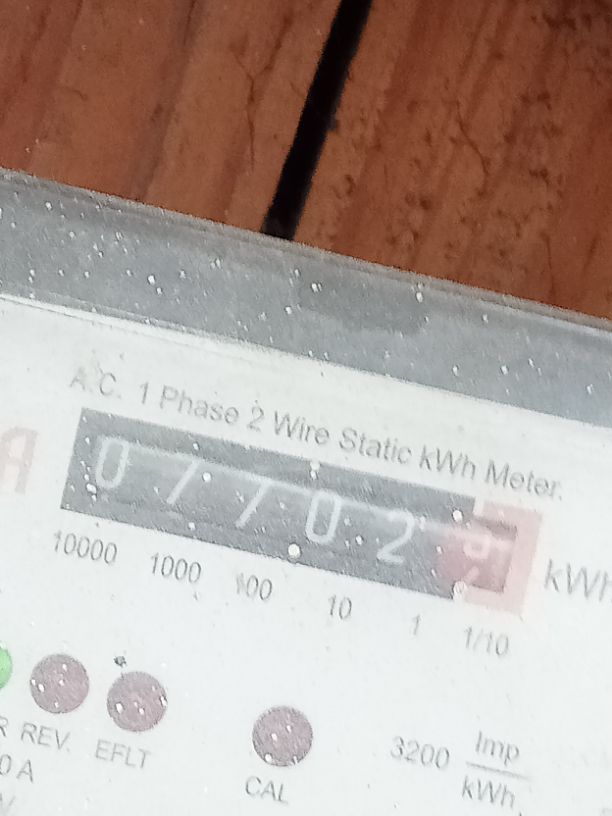 A.C. 1 Phase 2 Wire Static kWh Meter.
A
0 7 7 0 2
kWh
10000 1000 100 10 1 1/10
R REV. EFLT CAL
3200 Imp
kWh
0 A
V